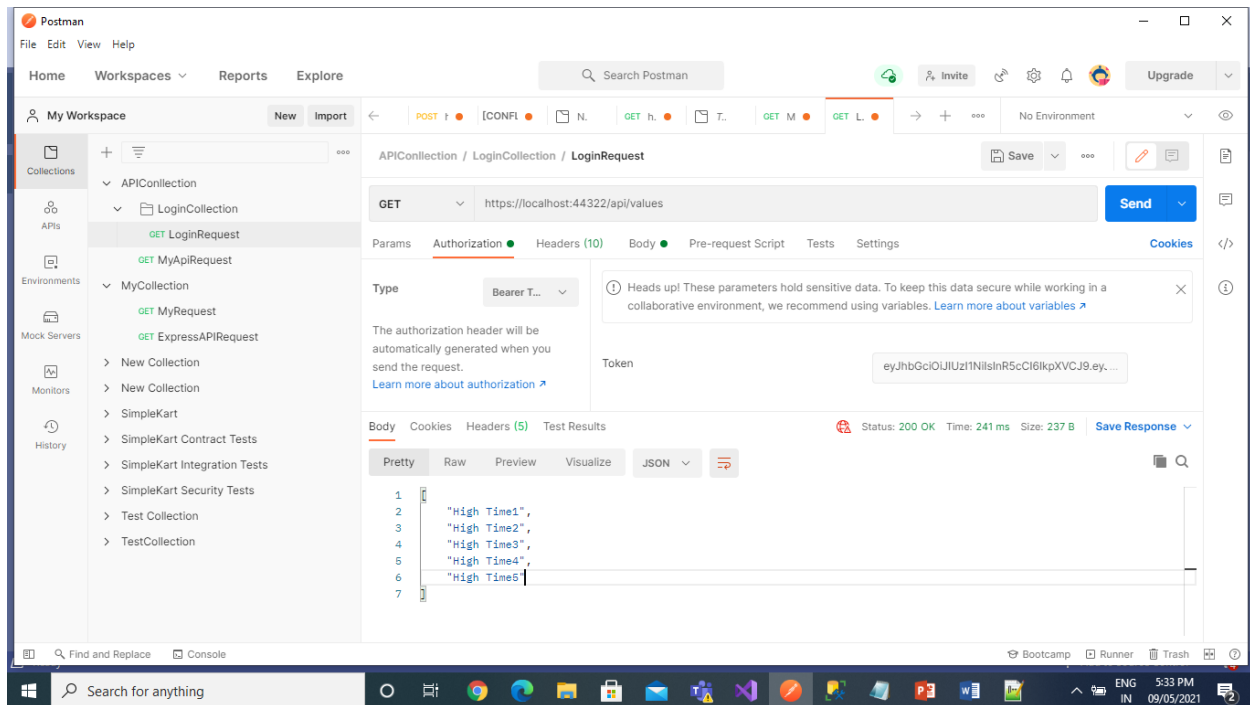 Postman
File Edit View Help
Home Workspaces Reports Explore Search Postman Invite Upgrade
My Workspace New Import POST [CONFL N. GET h. T.. GET M GET L. No Environment
Collections
APIs
Environments
Mock Servers
Monitors
History
APIConllection
LoginCollection
GET LoginRequest
GET MyApiRequest
MyCollection
GET MyRequest
GET ExpressAPIRequest
New Collection
New Collection
SimpleKart
SimpleKart Contract Tests
SimpleKart Integration Tests
SimpleKart Security Tests
Test Collection
TestCollection
APIConllection / LoginCollection / LoginRequest Save
GET https://localhost:44322/api/values Send
Params Authorization Headers (10) Body Pre-request Script Tests Settings Cookies
Type Bearer T...
The authorization header will be
automatically generated when you
send the request.
Learn more about authorization
Heads up! These parameters hold sensitive data. To keep this data secure while working in a
collaborative environment, we recommend using variables. Learn more about variables
Token eyJhbGciOiJIUzI1NiIsInR5cCI6IkpXVCJ9.ey. ...
Body Cookies Headers (5) Test Results Status: 200 OK Time: 241 ms Size: 237 B Save Response
Pretty Raw Preview Visualize JSON
1 [
2 "High Time1",
3 "High Time2",
4 "High Time3",
5 "High Time4",
6 "High Time5"
7 ]
Find and Replace Console Bootcamp Runner Trash
Search for anything ENG 5:33 PM
IN 09/05/2021